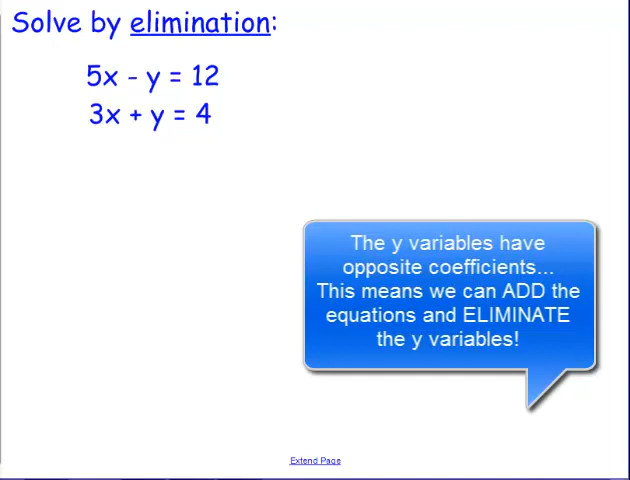 Solve by elimination:
5x - y = 12
3x + y = 4
The y variables have
opposite coefficients...
This means we can ADD the
equations and ELIMINATE
the y variables!
Extend Page